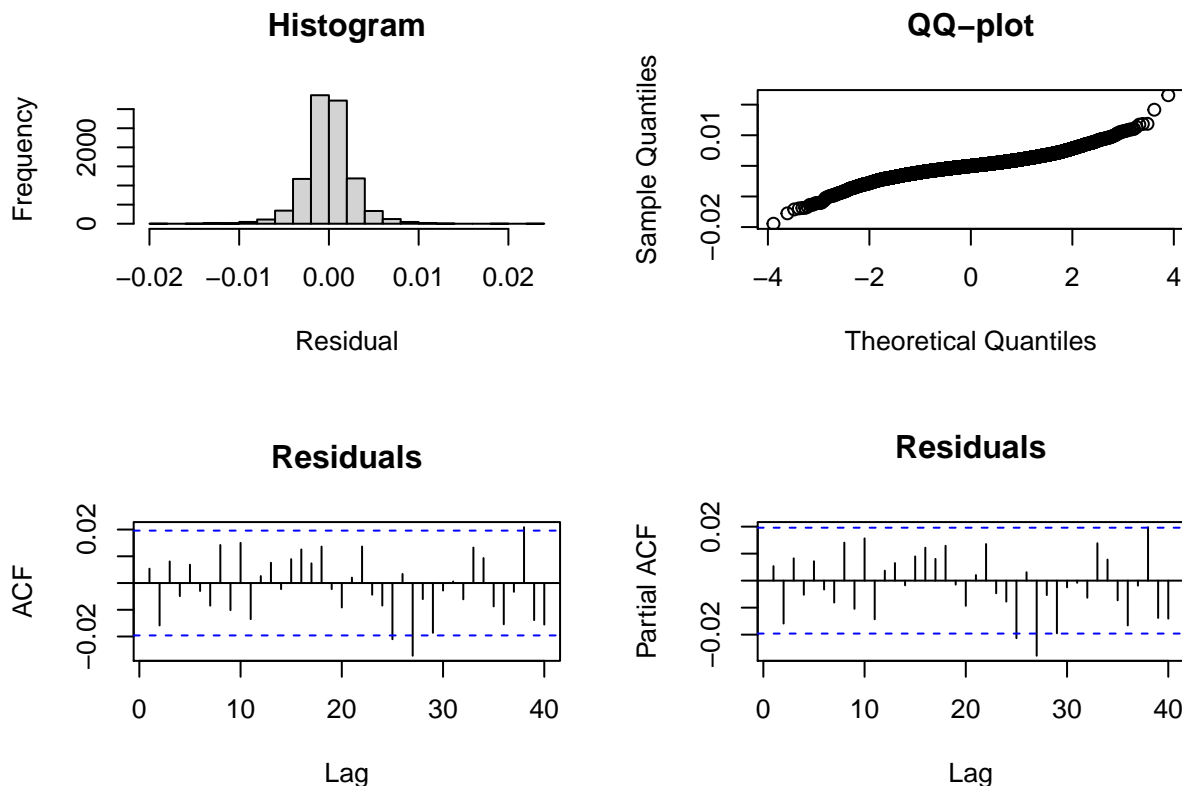 Histogram
Frequency
0
2000
−0.02
−0.01
0.00
0.01
0.02
Residual
QQ−plot
Sample Quantiles
−0.02
0.01
−4
−2
0
2
4
Theoretical Quantiles
Residuals
ACF
−0.02
0.02
0
10
20
30
40
Lag
Residuals
Partial ACF
−0.02
0.02
0
10
20
30
40
Lag